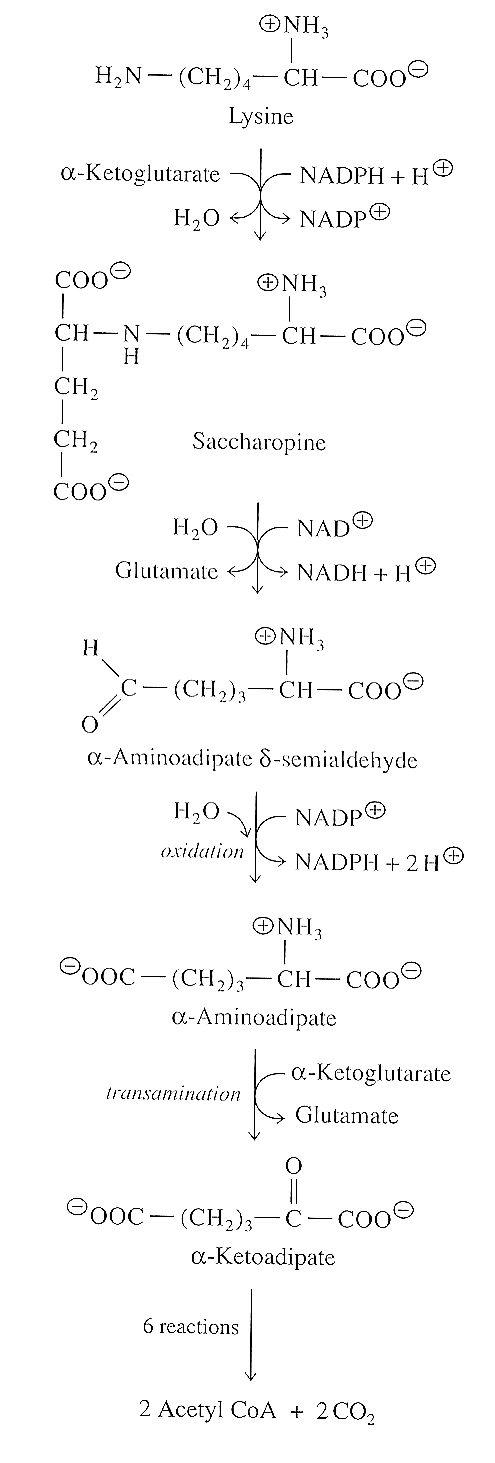 ⊕NH₃
H₂N — (CH₂)₄ — CH — COO⊖
Lysine
α-Ketoglutarate NADPH + H⊕
H₂O NADP⊕
COO⊖ ⊕NH₃
CH — N — (CH₂)₄ — CH — COO⊖
H
CH₂
CH₂ Saccharopine
COO⊖
H₂O NAD⊕
Glutamate NADH + H⊕
H ⊕NH₃
C — (CH₂)₃ — CH — COO⊖
O
α-Aminoadipate δ-semialdehyde
H₂O NADP⊕
oxidation NADPH + 2 H⊕
⊕NH₃
⊖OOC — (CH₂)₃ — CH — COO⊖
α-Aminoadipate
α-Ketoglutarate
transamination
Glutamate
O
⊖OOC — (CH₂)₃ — C — COO⊖
α-Ketoadipate
6 reactions
2 Acetyl CoA + 2 CO₂